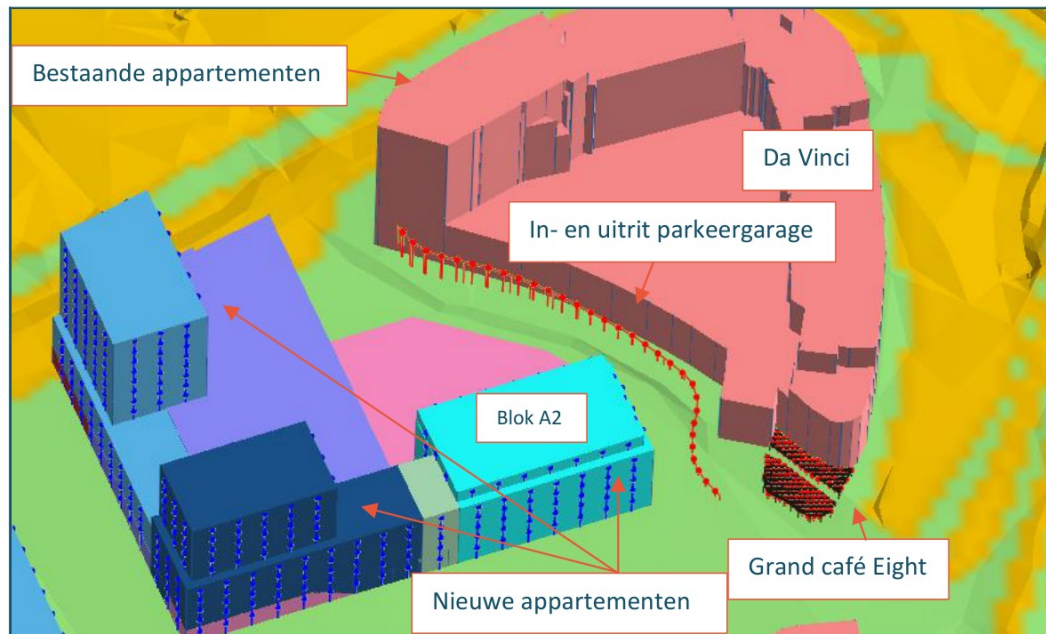 Bestaande appartementen
Da Vinci
In- en uitrit parkeergarage
Blok A2
Grand café Eight
Nieuwe appartementen